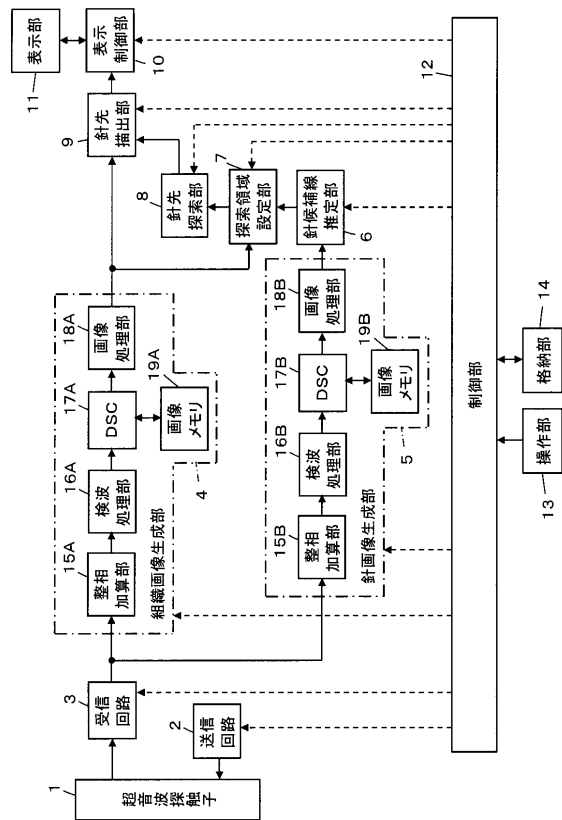 1
超音波探触子
2
送信
回路
3
受信
回路
15A
整相
加算部
16A
検波
処理部
17A
DSC
18A
画像
処理部
19A
画像
メモリ
組織画像生成部
4
15B
整相
加算部
16B
検波
処理部
17B
DSC
18B
画像
処理部
19B
画像
メモリ
針画像生成部
5
針候補線
推定部
6
7
探索領域
設定部
8
針先
探索部
9
針先
描出部
表示
制御部
10
表示部
11
12
制御部
操作部
13
格納部
14